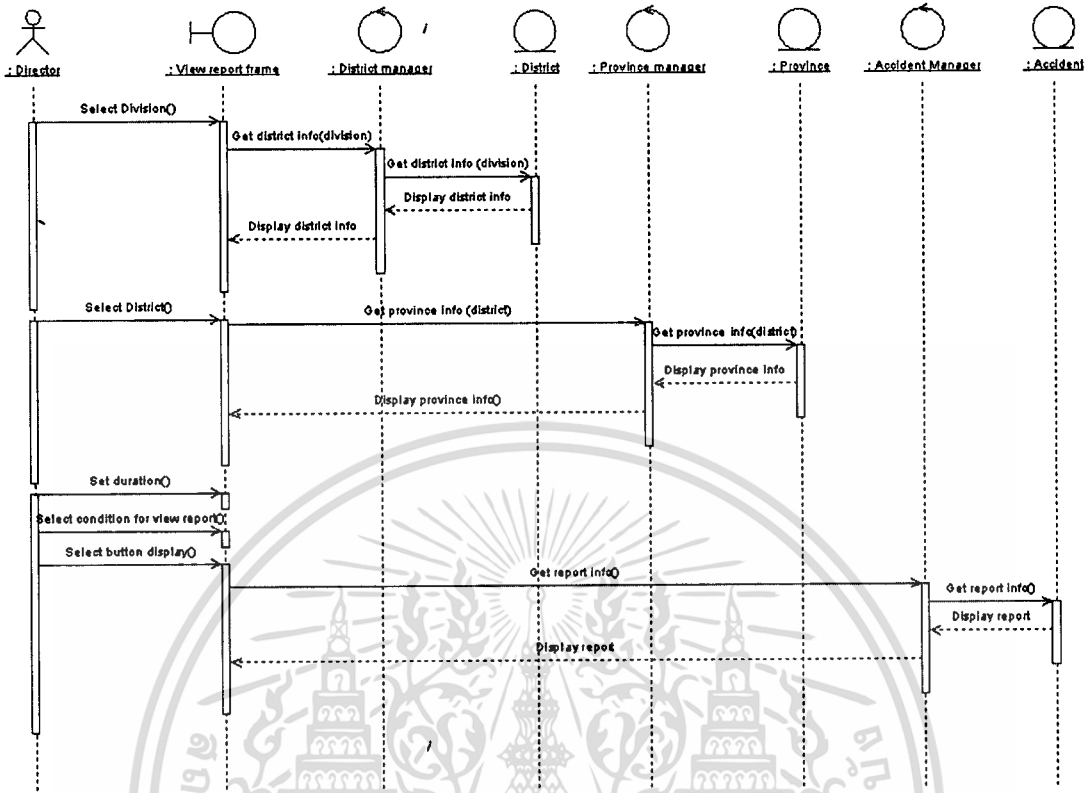 : Director
: View report frame
: District manager
: District
: Province manager
: Province
: Accident Manager
: Accident
Select Division()
Get district info(division)
Get district info (division)
Display district info
Display district info
Select District()
Get province info (district)
Get province info(district)
Display province info
Display province info()
Set duration()
Select condition for view report()
Select button display()
Get report info()
Get report info()
Display report
Display report